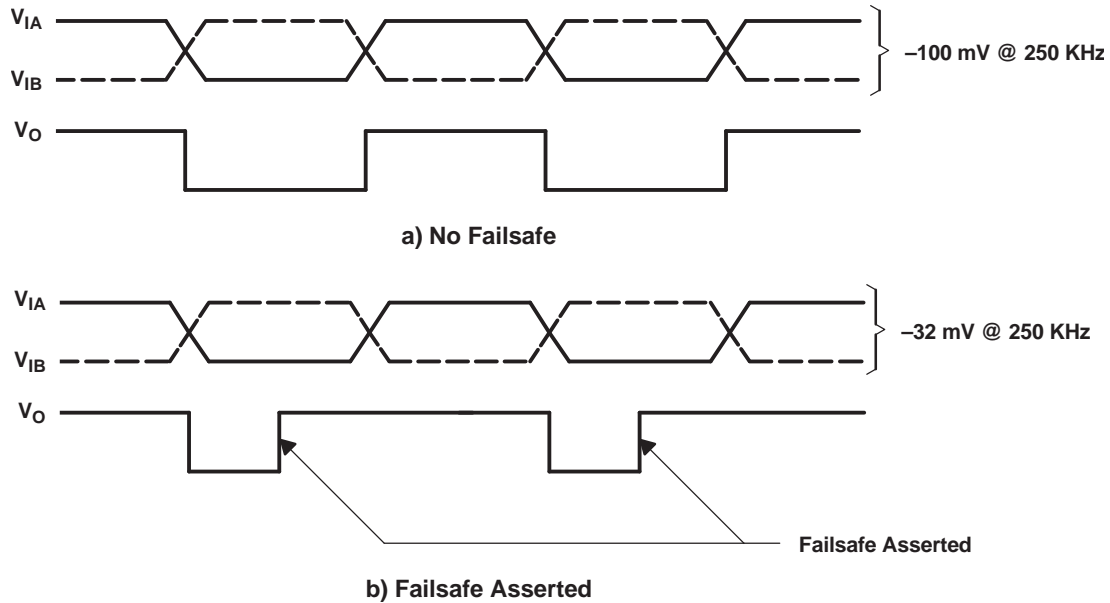 VIA
VIB
–100 mV @ 250 KHz
VO
a) No Failsafe
VIA
VIB
–32 mV @ 250 KHz
VO
Failsafe Asserted
b) Failsafe Asserted